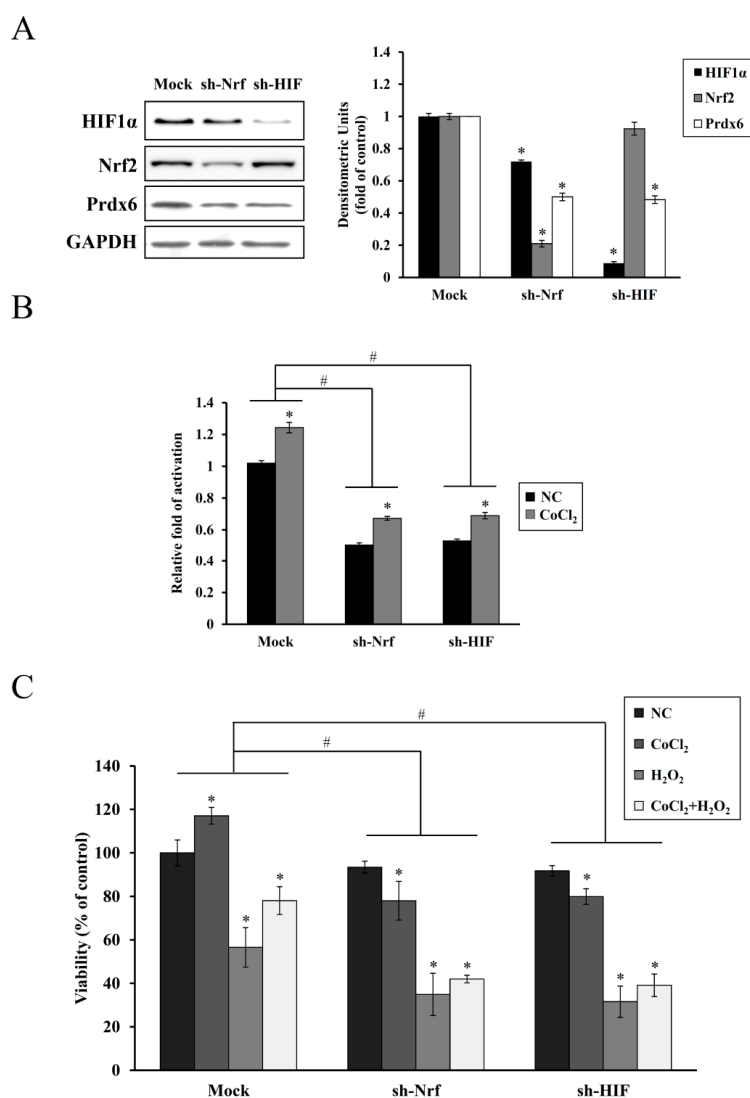 A
Mock sh-Nrf sh-HIF
HIF1α
Nrf2
Prdx6
GAPDH
Densitometric Units
(fold of control)
1.4
1.2
1
0.8
0.6
0.4
0.2
0
* * * * *
Mock sh-Nrf sh-HIF
HIF1α
Nrf2
Prdx6
B
#
#
Relative fold of activation
1.4
1.2
1
0.8
0.6
0.4
0.2
0
* * *
Mock sh-Nrf sh-HIF
NC
CoCl₂
C
#
#
Viability (% of control)
140
120
100
80
60
40
20
0
* * * * * * * * *
Mock sh-Nrf sh-HIF
NC
CoCl₂
H₂O₂
CoCl₂+H₂O₂